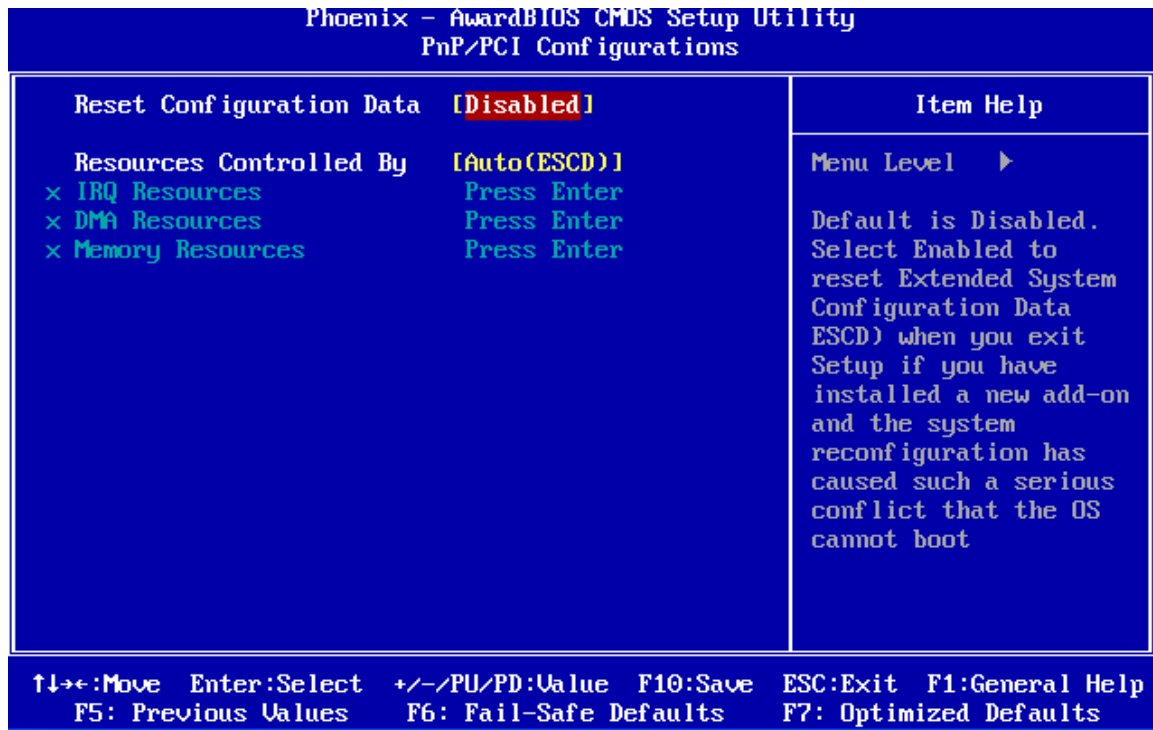 Phoenix - AwardBIOS CMOS Setup Utility
PnP/PCI Configurations
Reset Configuration Data [Disabled]
Resources Controlled By [Auto(ESCD)]
x IRQ Resources Press Enter
x DMA Resources Press Enter
x Memory Resources Press Enter
Item Help
Menu Level ▶
Default is Disabled.
Select Enabled to
reset Extended System
Configuration Data
ESCD) when you exit
Setup if you have
installed a new add-on
and the system
reconfiguration has
caused such a serious
conflict that the OS
cannot boot
↑↓→←:Move Enter:Select +/-/PU/PD:Value F10:Save ESC:Exit F1:General Help
F5: Previous Values F6: Fail-Safe Defaults F7: Optimized Defaults